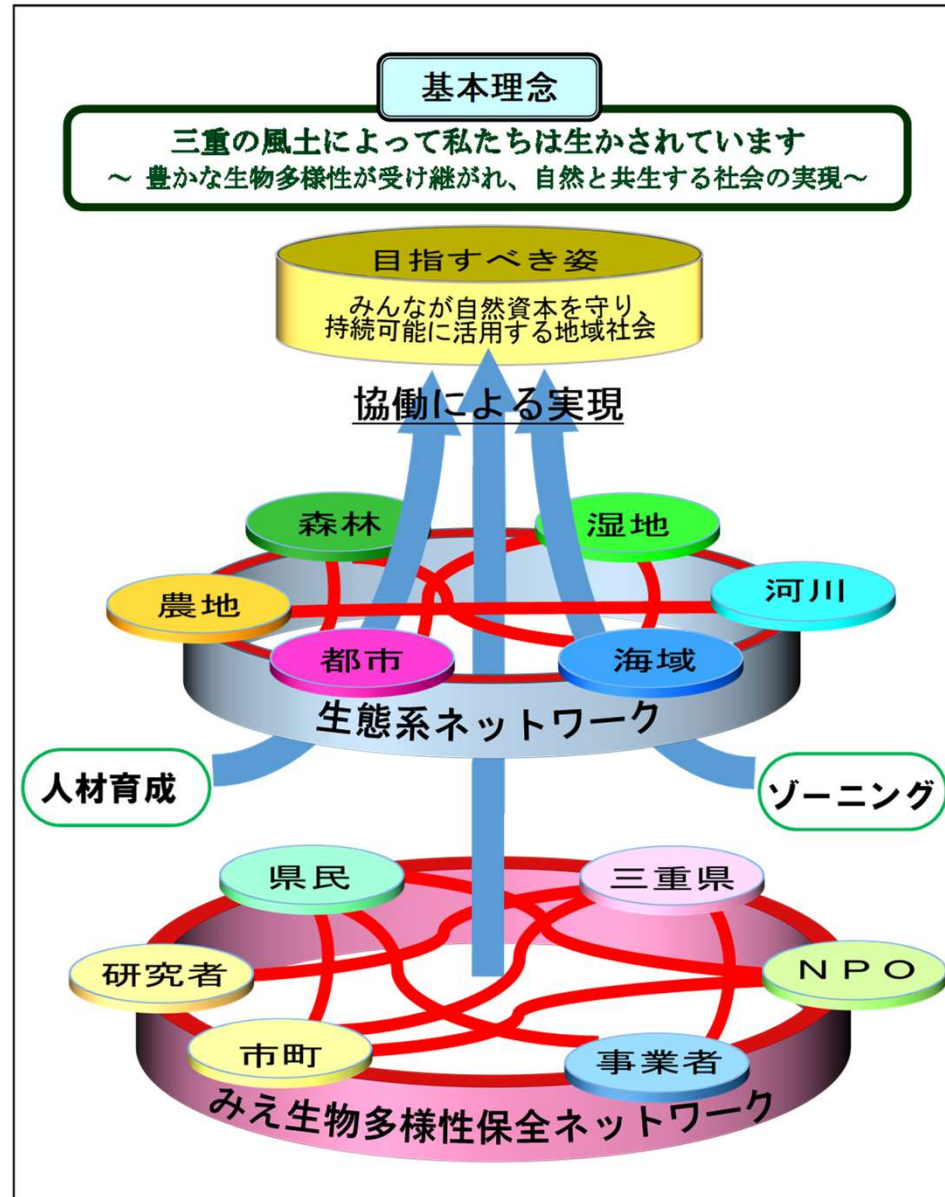 基本理念
三重の風土によって私たちは生かされています
～ 豊かな生物多様性が受け継がれ、自然と共生する社会の実現～
目指すべき姿
みんなが自然資本を守り、
持続可能に活用する地域社会
協働による実現
森林
湿地
農地
河川
都市
海域
生態系ネットワーク
人材育成
ゾーニング
県民
三重県
研究者
NPO
市町
事業者
みえ生物多様性保全ネットワーク